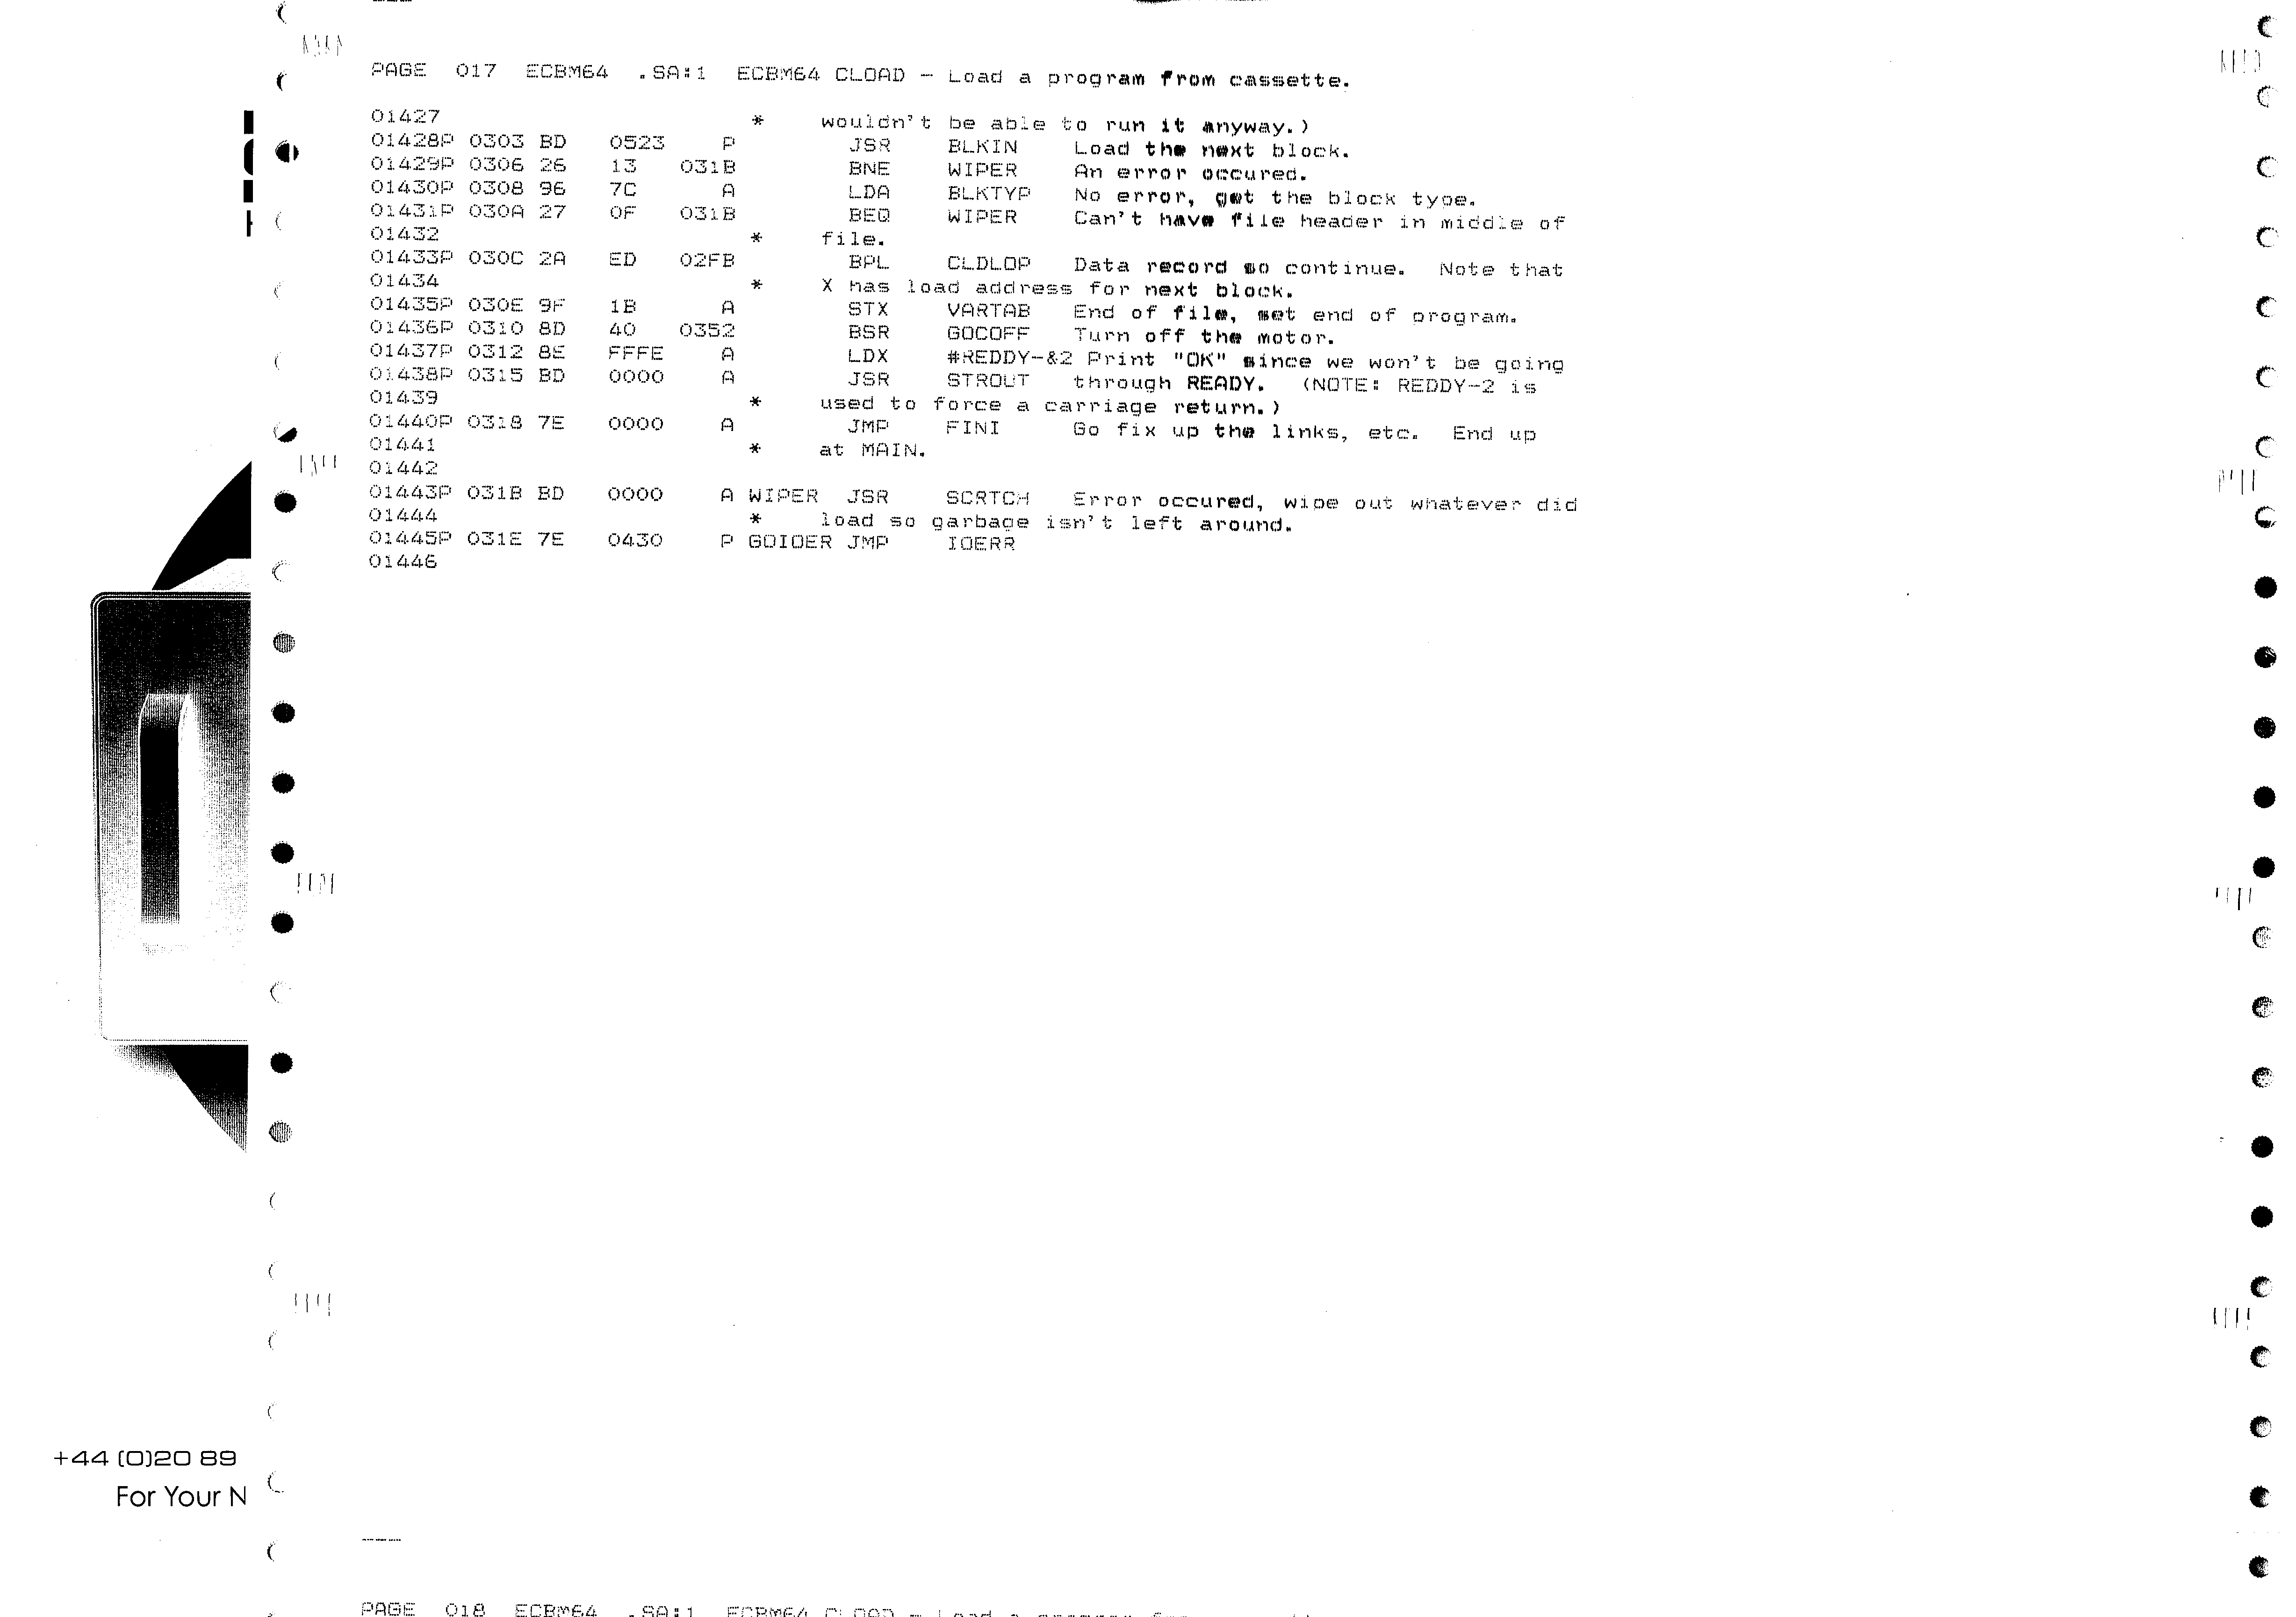 PAGE  017  ECBM64  .SA:1  ECBM64 CLOAD - Load a program from cassette.
01427                      *    wouldn't be able to run it anyway.)
01428P 0303 BD   0523    P        JSR    BLKIN    Load the next block.
01429P 0306 26   13   031B        BNE    WIPER    An error occured.
01430P 0308 96   7C      A        LDA    BLKTYP   No error, get the block type.
01431P 030A 27   0F   031B        BEQ    WIPER    Can't have file header in middle of
01432                      *    file.
01433P 030C 2A   ED   02FB        BPL    CLDLOP   Data record so continue.  Note that
01434                      *    X has load address for next block.
01435P 030E 9F   1B      A        STX    VARTAB   End of file, set end of program.
01436P 0310 8D   40   0352        BSR    GOCOFF   Turn off the motor.
01437P 0312 8E   FFFE    A        LDX    #REDDY-&2 Print "OK" since we won't be going
01438P 0315 BD   0000    A        JSR    STROUT   through READY.  (NOTE: REDDY-2 is
01439                      *    used to force a carriage return.)
01440P 0318 7E   0000    A        JMP    FINI     Go fix up the links, etc.  End up
01441                      *    at MAIN.
01442
01443P 031B BD   0000    A WIPER  JSR    SCRTCH   Error occured, wipe out whatever did
01444                      *    load so garbage isn't left around.
01445P 031E 7E   0430    P GOIOER JMP    IOERR
01446
+44 (0)20 89
For Your N
PAGE  018  ECBM64  .SA:1  ECBM64 CLOAD - Load a program